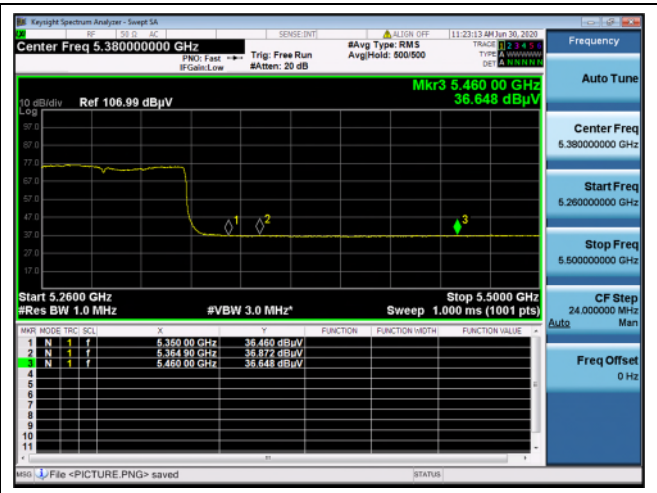 Keysight Spectrum Analyzer - Swept SA
RF 50 Ω AC SENSE:INT ALIGN OFF 11:23:13 AM Jun 30, 2020
Center Freq 5.380000000 GHz
PNO: Fast
IFGain:Low
Trig: Free Run
#Atten: 20 dB
#Avg Type: RMS
Avg|Hold: 500/500
TRACE 1 2 3 4 5 6
TYPE A WWWWW
DET A N N N N N
Frequency
Auto Tune
Mkr3 5.460 00 GHz
36.648 dBµV
10 dB/div Ref 106.99 dBµV
Log
97.0
87.0
77.0
67.0
57.0
47.0
37.0
27.0
17.0
1
2
3
Start 5.2600 GHz
Stop 5.5000 GHz
#Res BW 1.0 MHz
#VBW 3.0 MHz*
Sweep 1.000 ms (1001 pts)
Center Freq
5.380000000 GHz
Start Freq
5.260000000 GHz
Stop Freq
5.500000000 GHz
CF Step
24.000000 MHz
Auto Man
Freq Offset
0 Hz
MKR MODE TRC SCL X Y FUNCTION FUNCTION WIDTH FUNCTION VALUE
1 N 1 f 5.350 00 GHz 36.460 dBµV
2 N 1 f 5.364 90 GHz 36.872 dBµV
3 N 1 f 5.460 00 GHz 36.648 dBµV
4
5
6
7
8
9
10
11
MSG File <PICTURE.PNG> saved STATUS